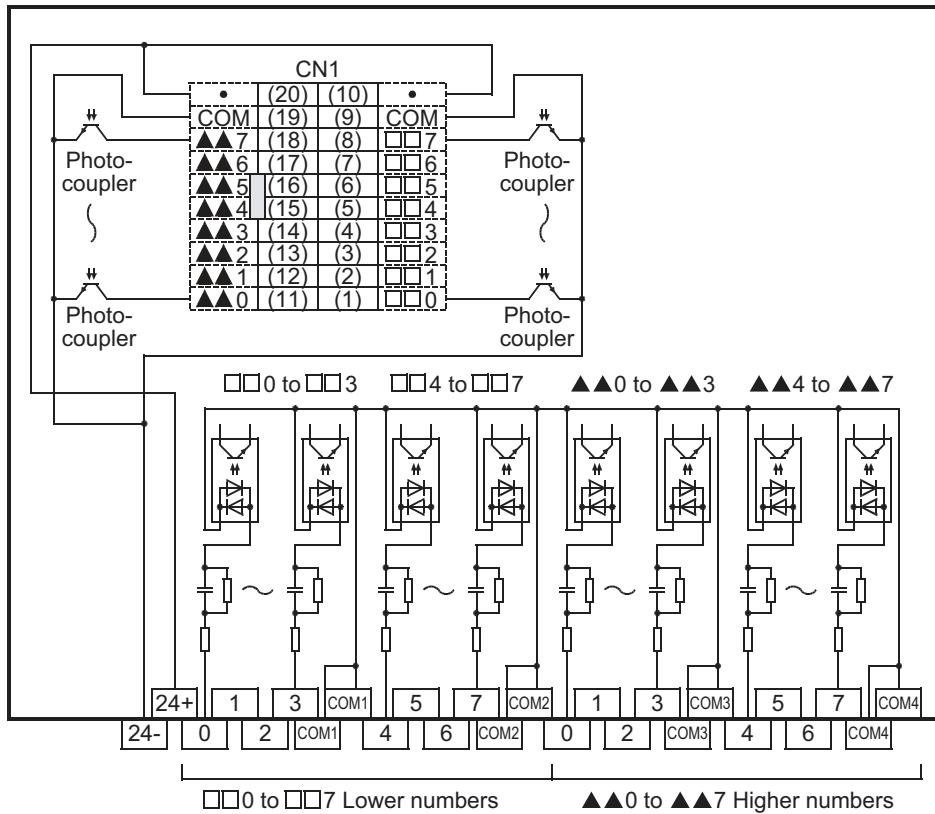 CN1
• (20) (10) •
COM (19) (9) COM
▲▲7 (18) (8) □□7
▲▲6 (17) (7) □□6
▲▲5 (16) (6) □□5
▲▲4 (15) (5) □□4
▲▲3 (14) (4) □□3
▲▲2 (13) (3) □□2
▲▲1 (12) (2) □□1
▲▲0 (11) (1) □□0
Photo-
coupler
Photo-
coupler
Photo-
coupler
Photo-
coupler
□□0 to □□3 □□4 to □□7 ▲▲0 to ▲▲3 ▲▲4 to ▲▲7
24+ 1 3 COM1 5 7 COM2 1 3 COM3 5 7 COM4
24- 0 2 COM1 4 6 COM2 0 2 COM3 4 6 COM4
□□0 to □□7 Lower numbers ▲▲0 to ▲▲7 Higher numbers